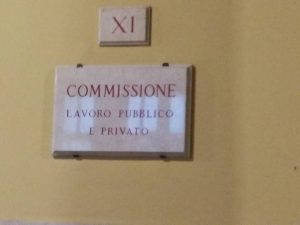 XI
COMMISSIONE
LAVORO PUBBLICO
E PRIVATO